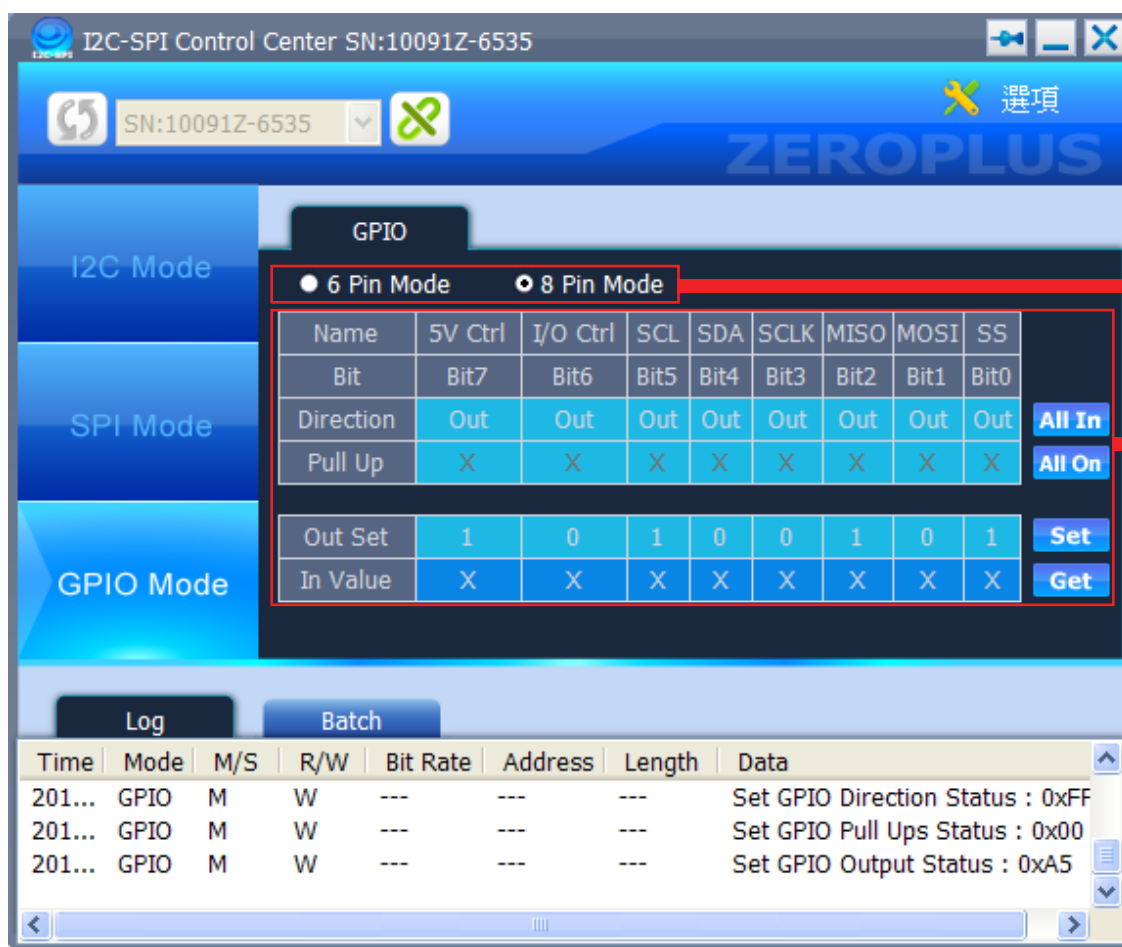 I2C-SPI Control Center SN:10091Z-6535
SN:10091Z-6535
選項
ZEROPLUS
I2C Mode
SPI Mode
GPIO Mode
GPIO
6 Pin Mode 8 Pin Mode
Name 5V Ctrl I/O Ctrl SCL SDA SCLK MISO MOSI SS
Bit Bit7 Bit6 Bit5 Bit4 Bit3 Bit2 Bit1 Bit0
Direction Out Out Out Out Out Out Out Out All In
Pull Up X X X X X X X X All On
Out Set 1 0 1 0 0 1 0 1 Set
In Value X X X X X X X X Get
Log Batch
Time Mode M/S R/W Bit Rate Address Length Data
201... GPIO M W --- --- --- Set GPIO Direction Status : 0xFF
201... GPIO M W --- --- --- Set GPIO Pull Ups Status : 0x00
201... GPIO M W --- --- --- Set GPIO Output Status : 0xA5